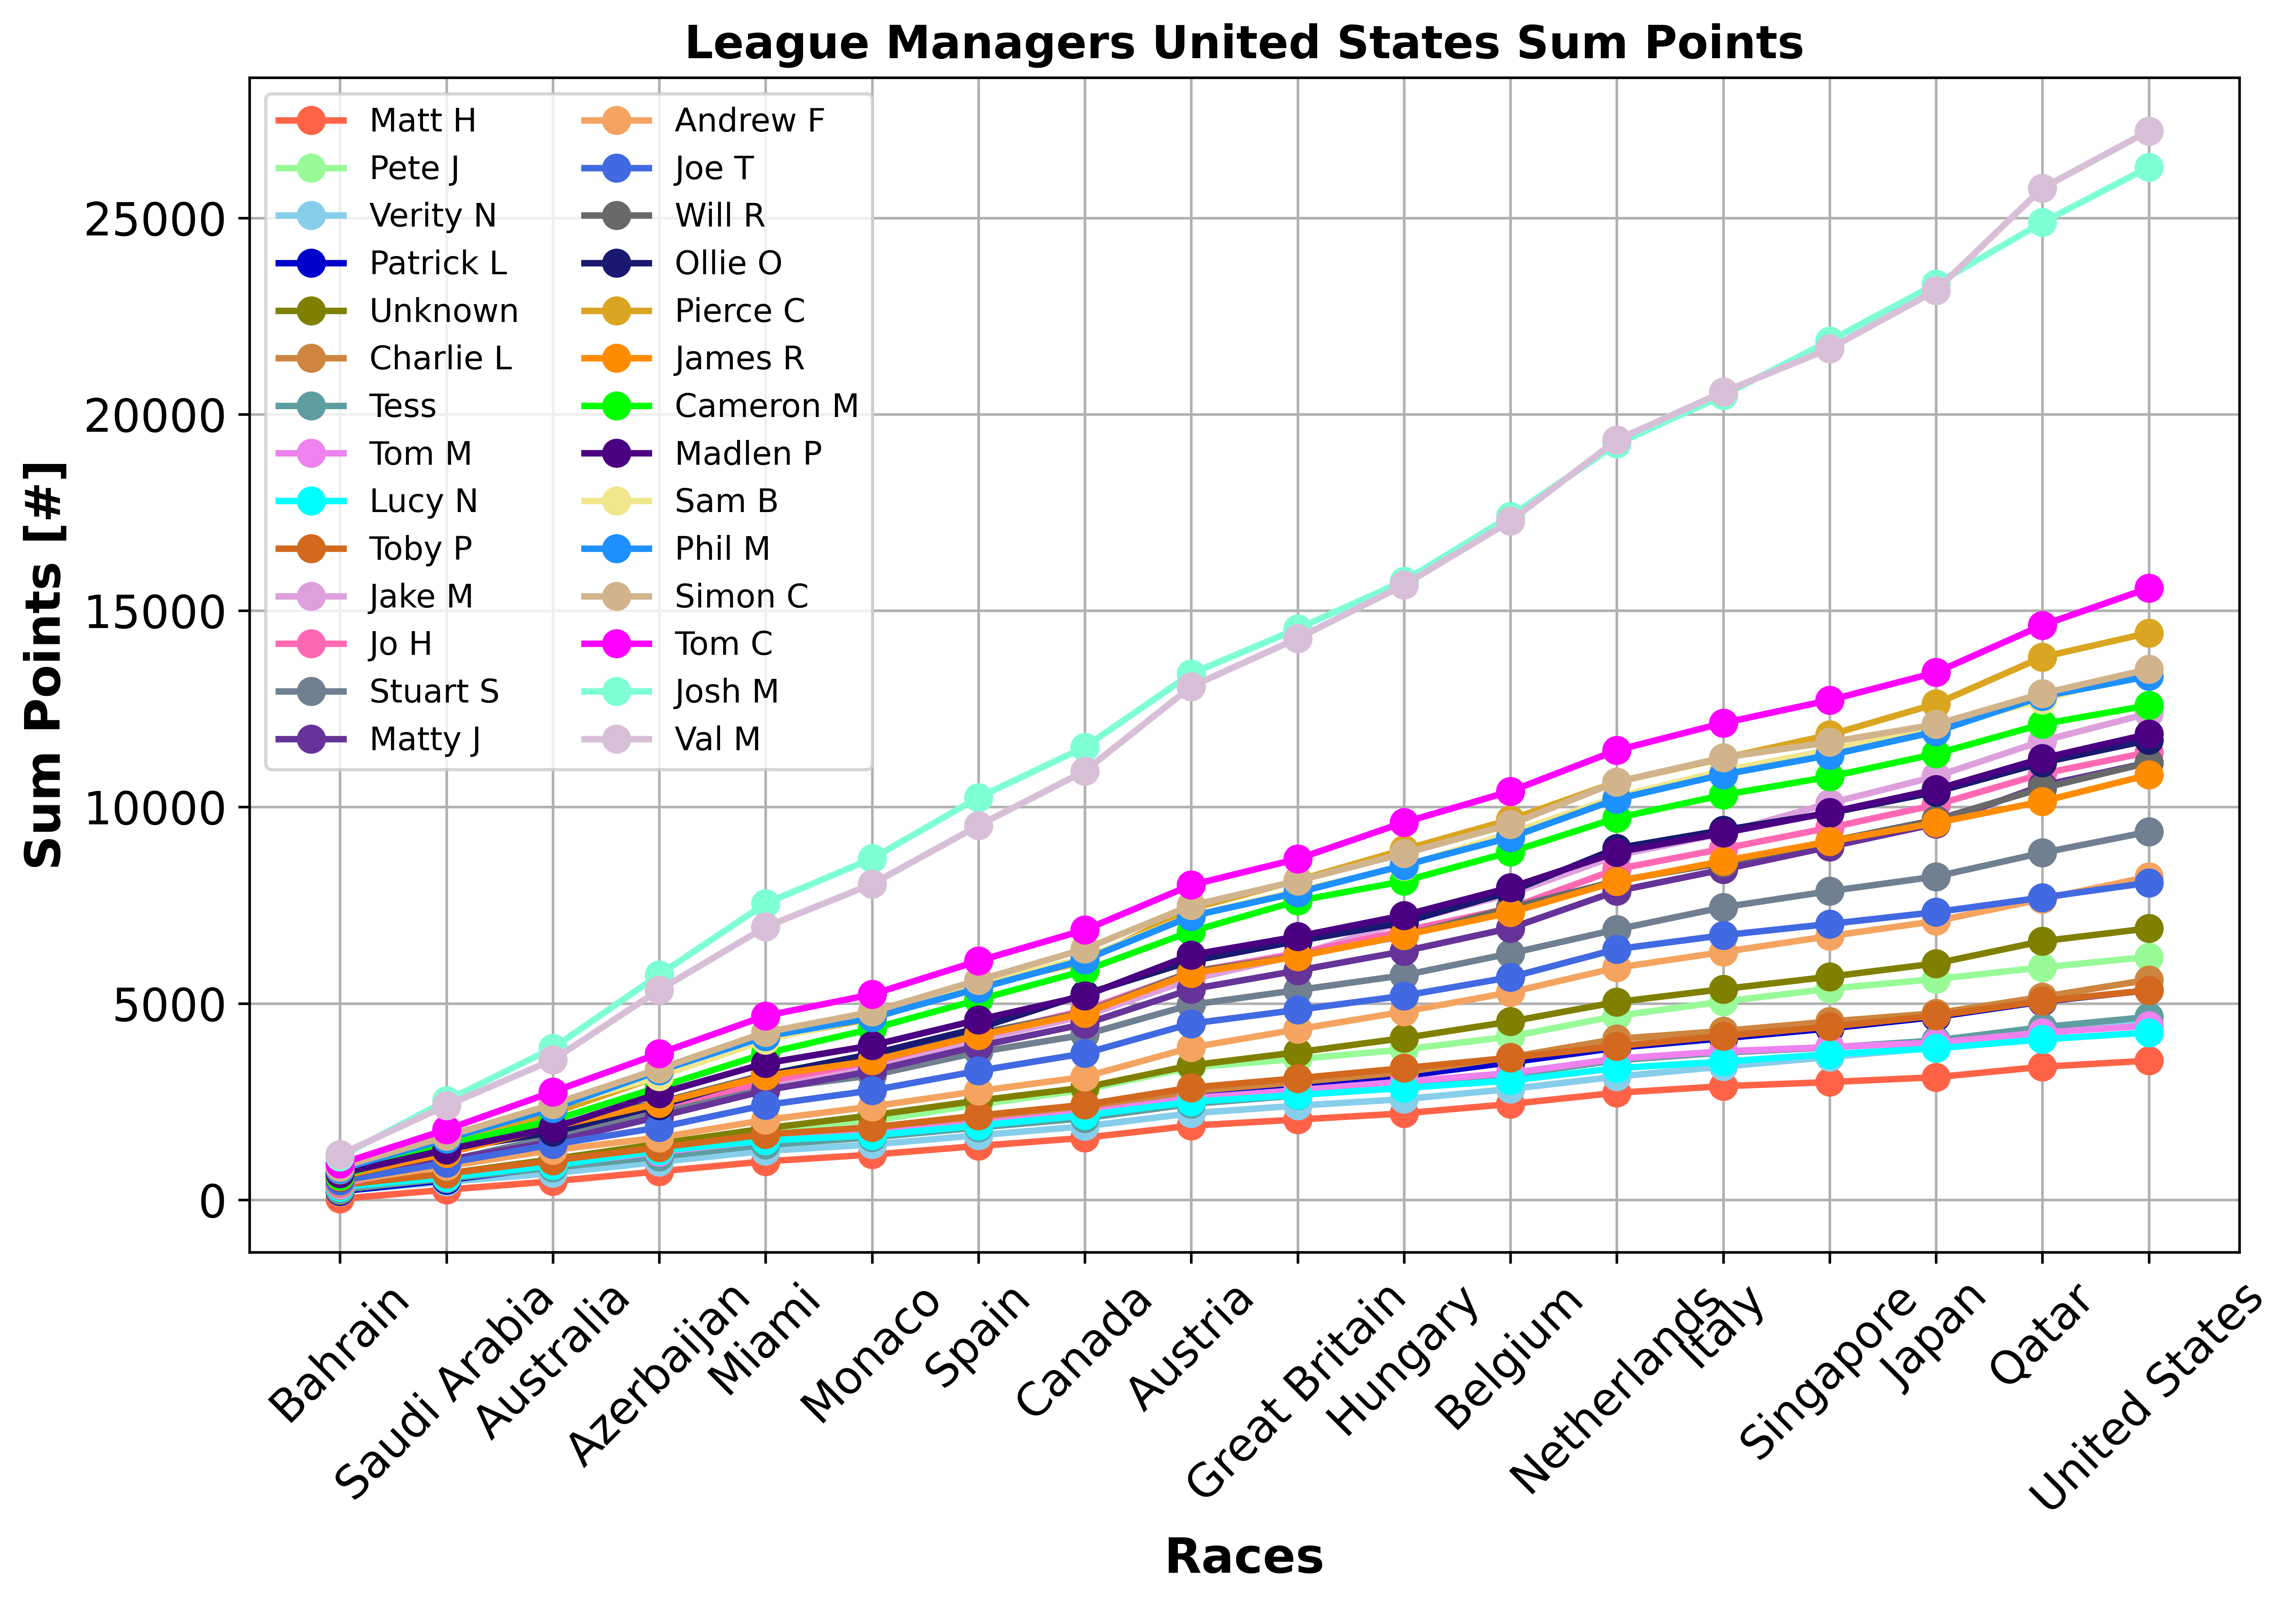 League Managers United States Sum Points
Matt H
Pete J
Verity N
Patrick L
Unknown
Charlie L
Tess
Tom M
Lucy N
Toby P
Jake M
Jo H
Stuart S
Matty J
Andrew F
Joe T
Will R
Ollie O
Pierce C
James R
Cameron M
Madlen P
Sam B
Phil M
Simon C
Tom C
Josh M
Val M
Sum Points [#]
25000
20000
15000
10000
5000
0
Bahrain
Saudi Arabia
Australia
Azerbaijan
Miami
Monaco
Spain
Canada
Austria
Great Britain
Hungary
Belgium
Netherlands
Italy
Singapore
Japan
Qatar
United States
Races